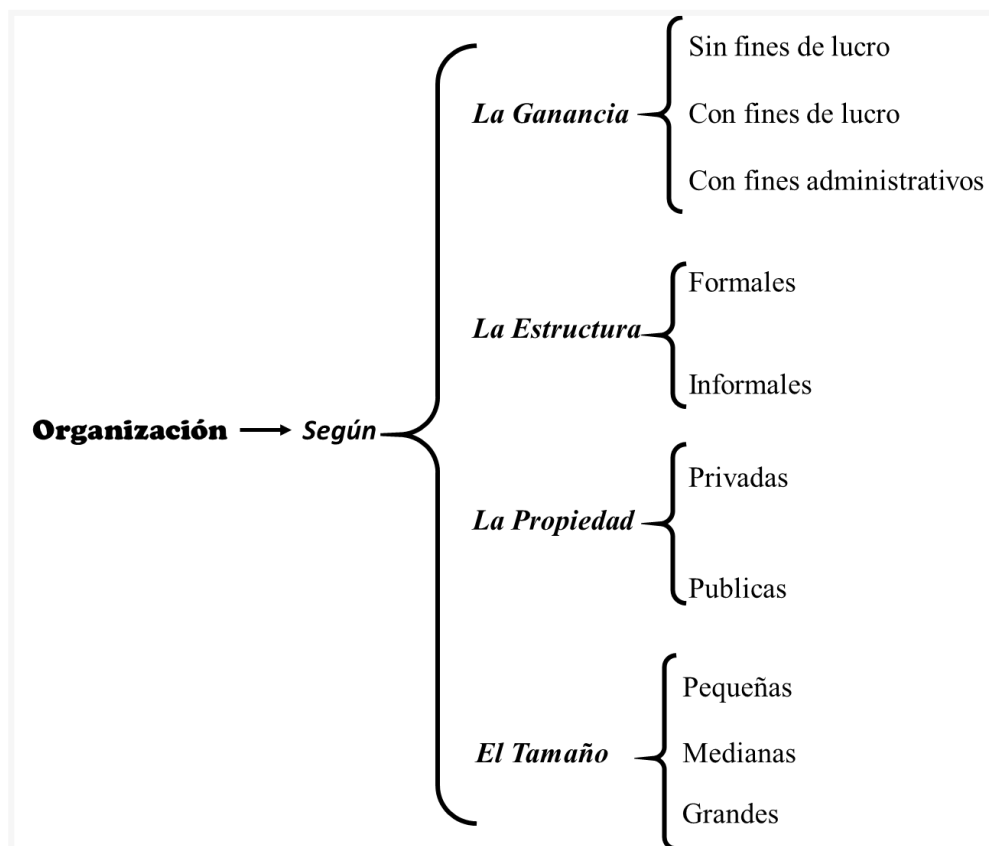 Sin fines de lucro
La Ganancia
Con fines de lucro
Con fines administrativos
Formales
La Estructura
Informales
Organización
Según
Privadas
La Propiedad
Publicas
Pequeñas
El Tamaño
Medianas
Grandes